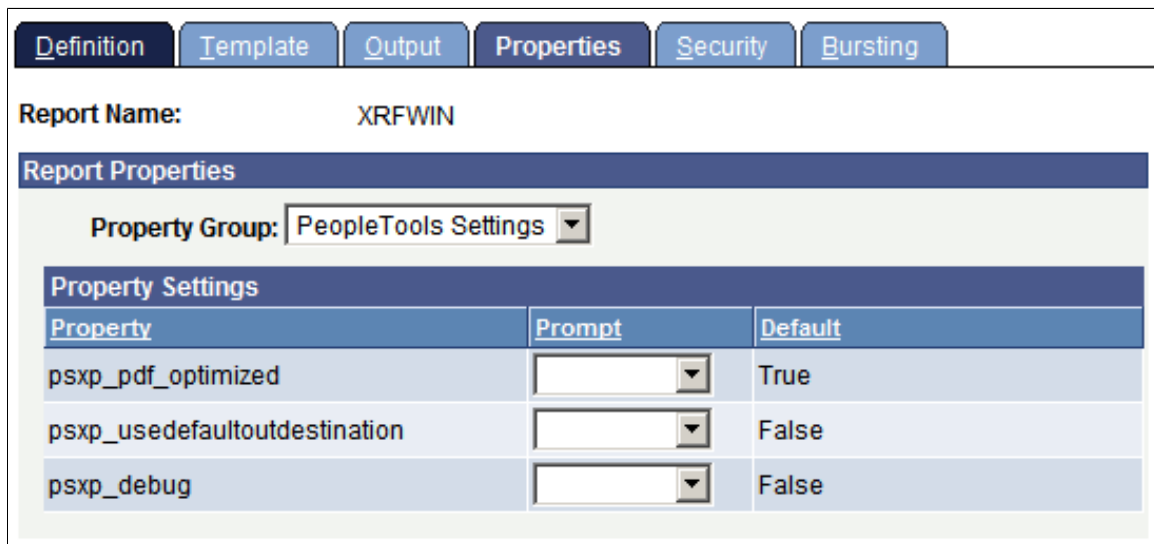 Definition Template Output Properties Security Bursting
Report Name: XRFWIN
Report Properties
Property Group: PeopleTools Settings
Property Settings
Property Prompt Default
psxp_pdf_optimized True
psxp_usedefaultoutdestination False
psxp_debug False